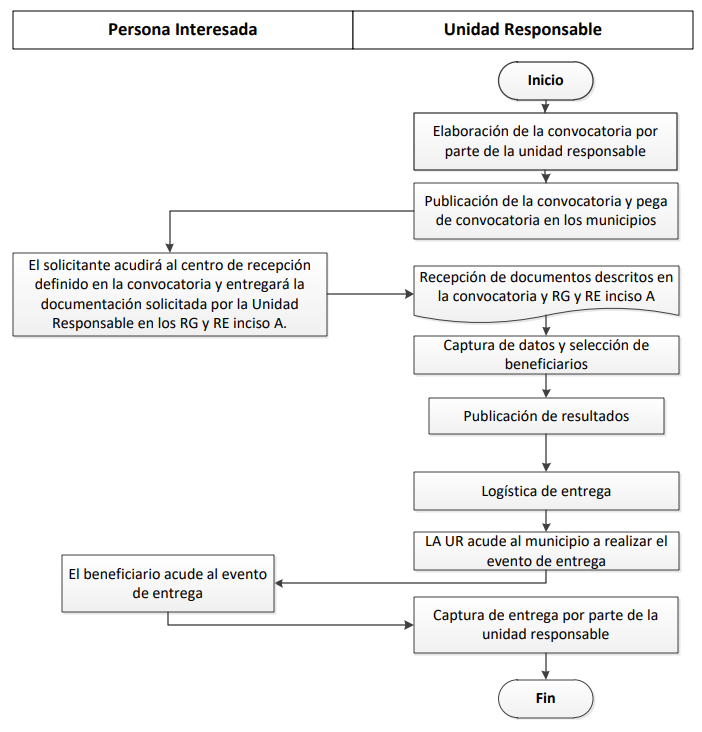 Persona Interesada
Unidad Responsable
Inicio
Elaboración de la convocatoria por
parte de la unidad responsable
Publicación de la convocatoria y pega
de convocatoria en los municipios
El solicitante acudirá al centro de recepción
definido en la convocatoria y entregará la
documentación solicitada por la Unidad
Responsable en los RG y RE inciso A.
Recepción de documentos descritos en
la convocatoria y RG y RE inciso A
Captura de datos y selección de
beneficiarios
Publicación de resultados
Logística de entrega
LA UR acude al municipio a realizar el
evento de entrega
El beneficiario acude al evento
de entrega
Captura de entrega por parte de la
unidad responsable
Fin